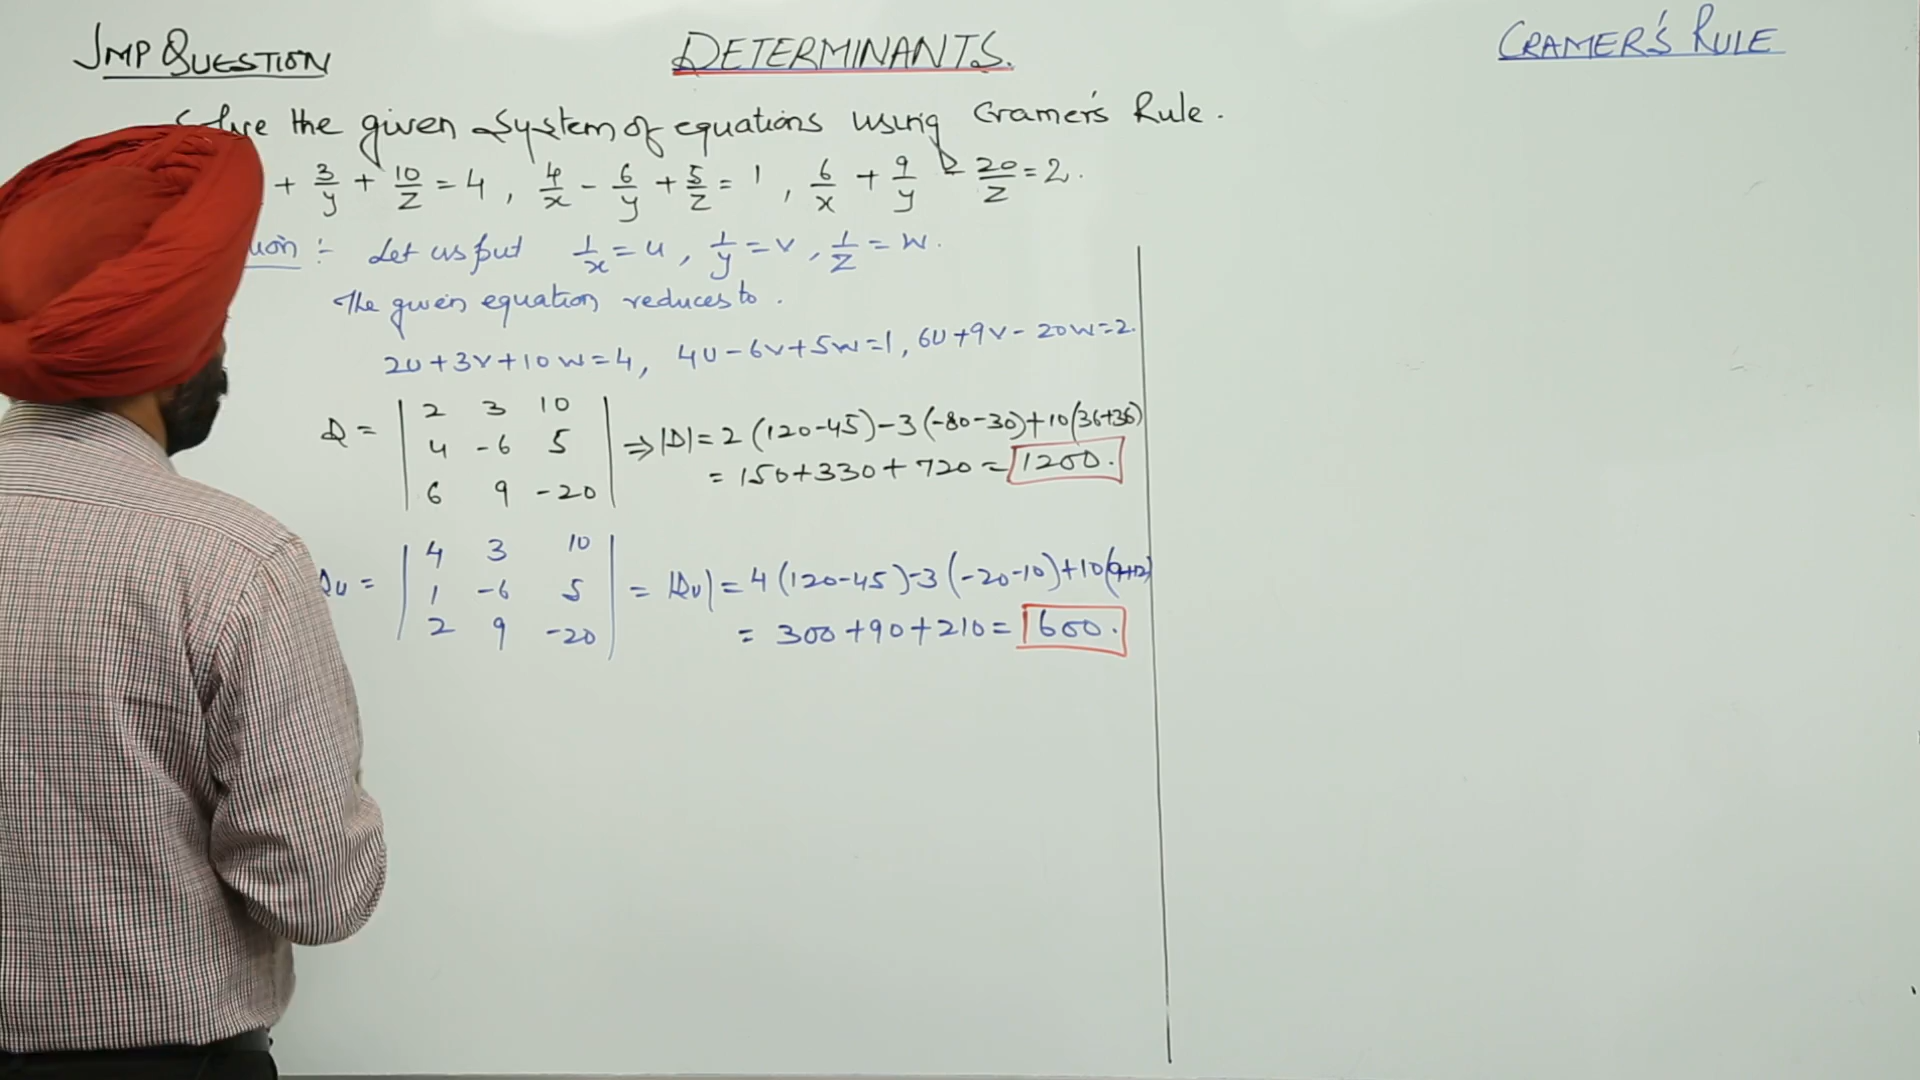 IMP QUESTION
DETERMINANTS.
CRAMER'S RULE
Solve the given system of equations using Cramer's Rule.
+ 3/y + 10/z = 4, 4/x - 6/y + 5/z = 1, 6/x + 9/y - 20/z = 2.
:- Let us put 1/x = u, 1/y = v, 1/z = w.
The given equation reduces to.
2u + 3v + 10w = 4, 4u - 6v + 5w = 1, 6u + 9v - 20w = 2.
D = | 2 3 10 | ⇒ |D| = 2 (120-45) - 3 (-80-30) + 10 (36+36)
| 4 -6 5 | = 150 + 330 + 720 = 1200.
| 6 9 -20 |
Du = | 4 3 10 | = |Du| = 4 (120-45) - 3 (-20-10) + 10 (9+12)
| 1 -6 5 | = 300 + 90 + 210 = 600.
| 2 9 -20 |